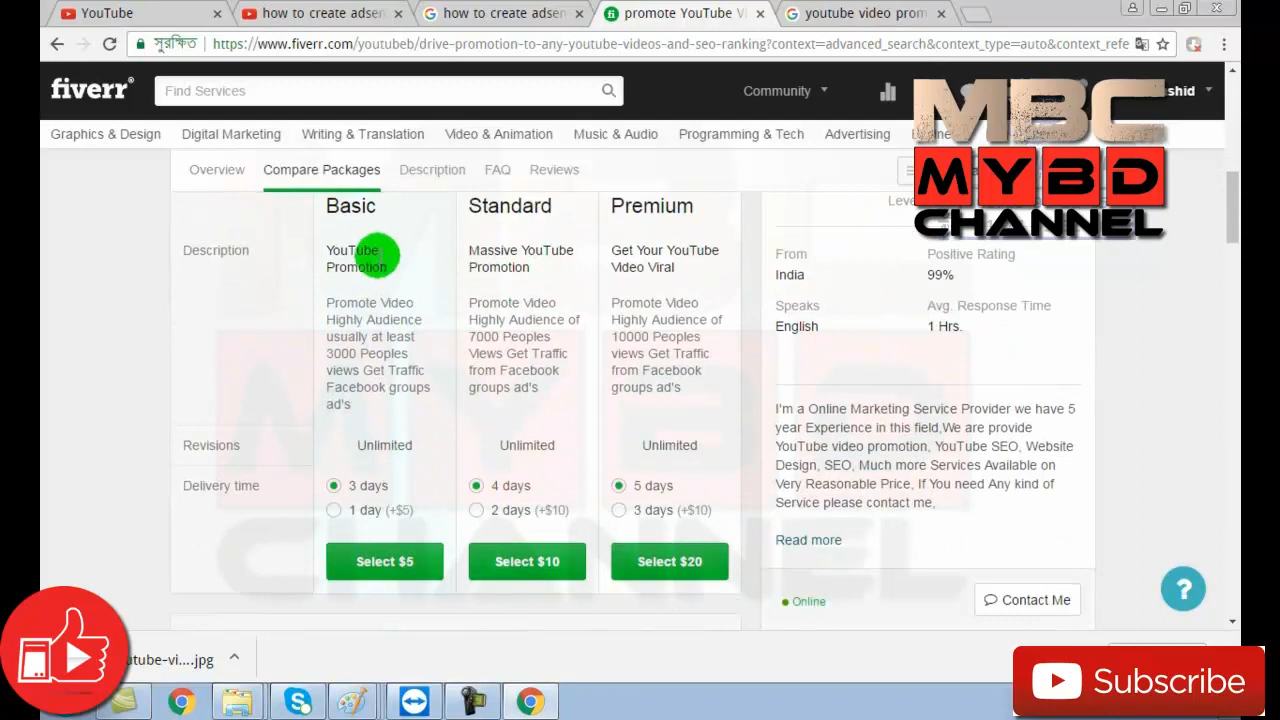 YouTube
how to create adsen
how to create adsen
promote YouTube Vi
youtube video prom
সুরক্ষিত
https://www.fiverr.com/youtubeb/drive-promotion-to-any-youtube-videos-and-seo-ranking?context=advanced_search&context_type=auto&context_refe
fiverr®
Find Services
Community
shid
MBC
MYBD
CHANNEL
Graphics & Design
Digital Marketing
Writing & Translation
Video & Animation
Music & Audio
Programming & Tech
Advertising
Overview
Compare Packages
Description
FAQ
Reviews
Basic
Standard
Premium
Description
YouTube
Promotion
Promote Video
Highly Audience
usually at least
3000 Peoples
views Get Traffic
Facebook groups
ad's
Massive YouTube
Promotion
Promote Video
Highly Audience of
7000 Peoples
Views Get Traffic
from Facebook
groups ad's
Get Your YouTube
Video Viral
Promote Video
Highly Audience of
10000 Peoples
views Get Traffic
from Facebook
groups ad's
Revisions
Unlimited
Unlimited
Unlimited
Delivery time
3 days
1 day (+$5)
4 days
2 days (+$10)
5 days
3 days (+$10)
Select $5
Select $10
Select $20
From
India
Positive Rating
99%
Speaks
English
Avg. Response Time
1 Hrs.
I'm a Online Marketing Service Provider we have 5
year Experience in this field,We are provide
YouTube video promotion, YouTube SEO, Website
Design, SEO, Much more Services Available on
Very Reasonable Price, If You need Any kind of
Service please contact me,
Read more
Online
Contact Me
?
MYBD
CHANNEL
utube-vi....jpg
Subscribe